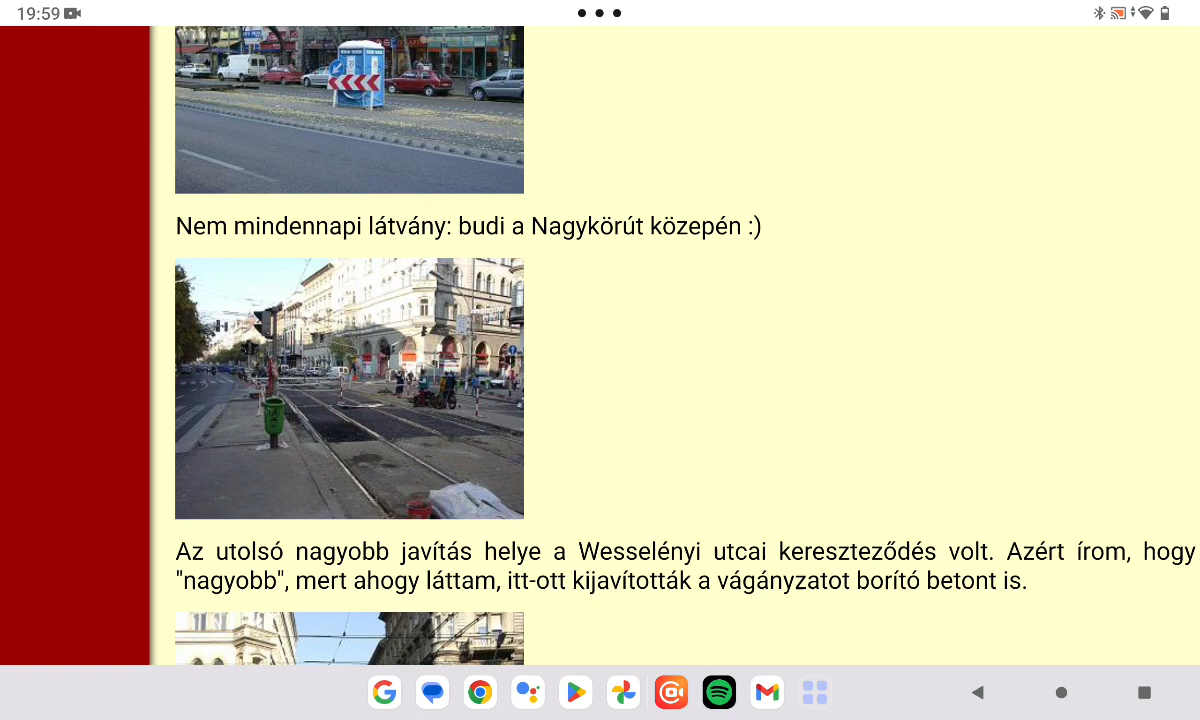 19:59
Nem mindennapi látvány: budi a Nagykörút közepén :)
Az utolsó nagyobb javítás helye a Wesselényi utcai kereszteződés volt. Azért írom, hogy
"nagyobb", mert ahogy láttam, itt-ott kijavították a vágányzatot borító betont is.